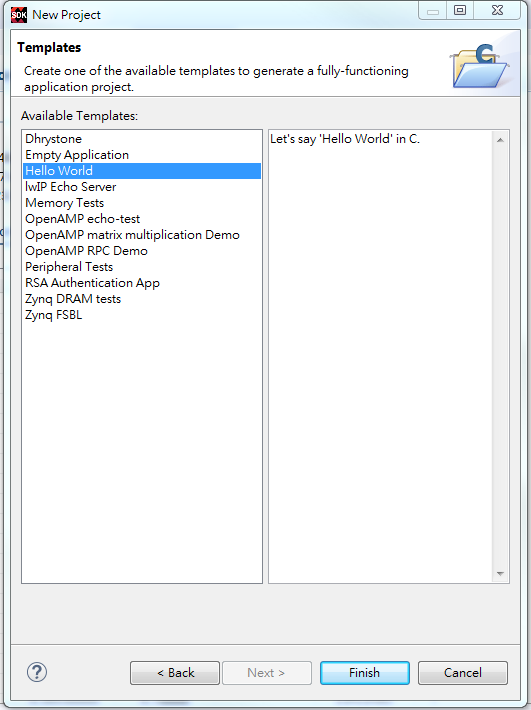 SDK New Project
Templates
Create one of the available templates to generate a fully-functioning
application project.
C
Available Templates:
Dhrystone
Empty Application
Hello World
lwIP Echo Server
Memory Tests
OpenAMP echo-test
OpenAMP matrix multiplication Demo
OpenAMP RPC Demo
Peripheral Tests
RSA Authentication App
Zynq DRAM tests
Zynq FSBL
Let's say 'Hello World' in C.
?
< Back
Next >
Finish
Cancel